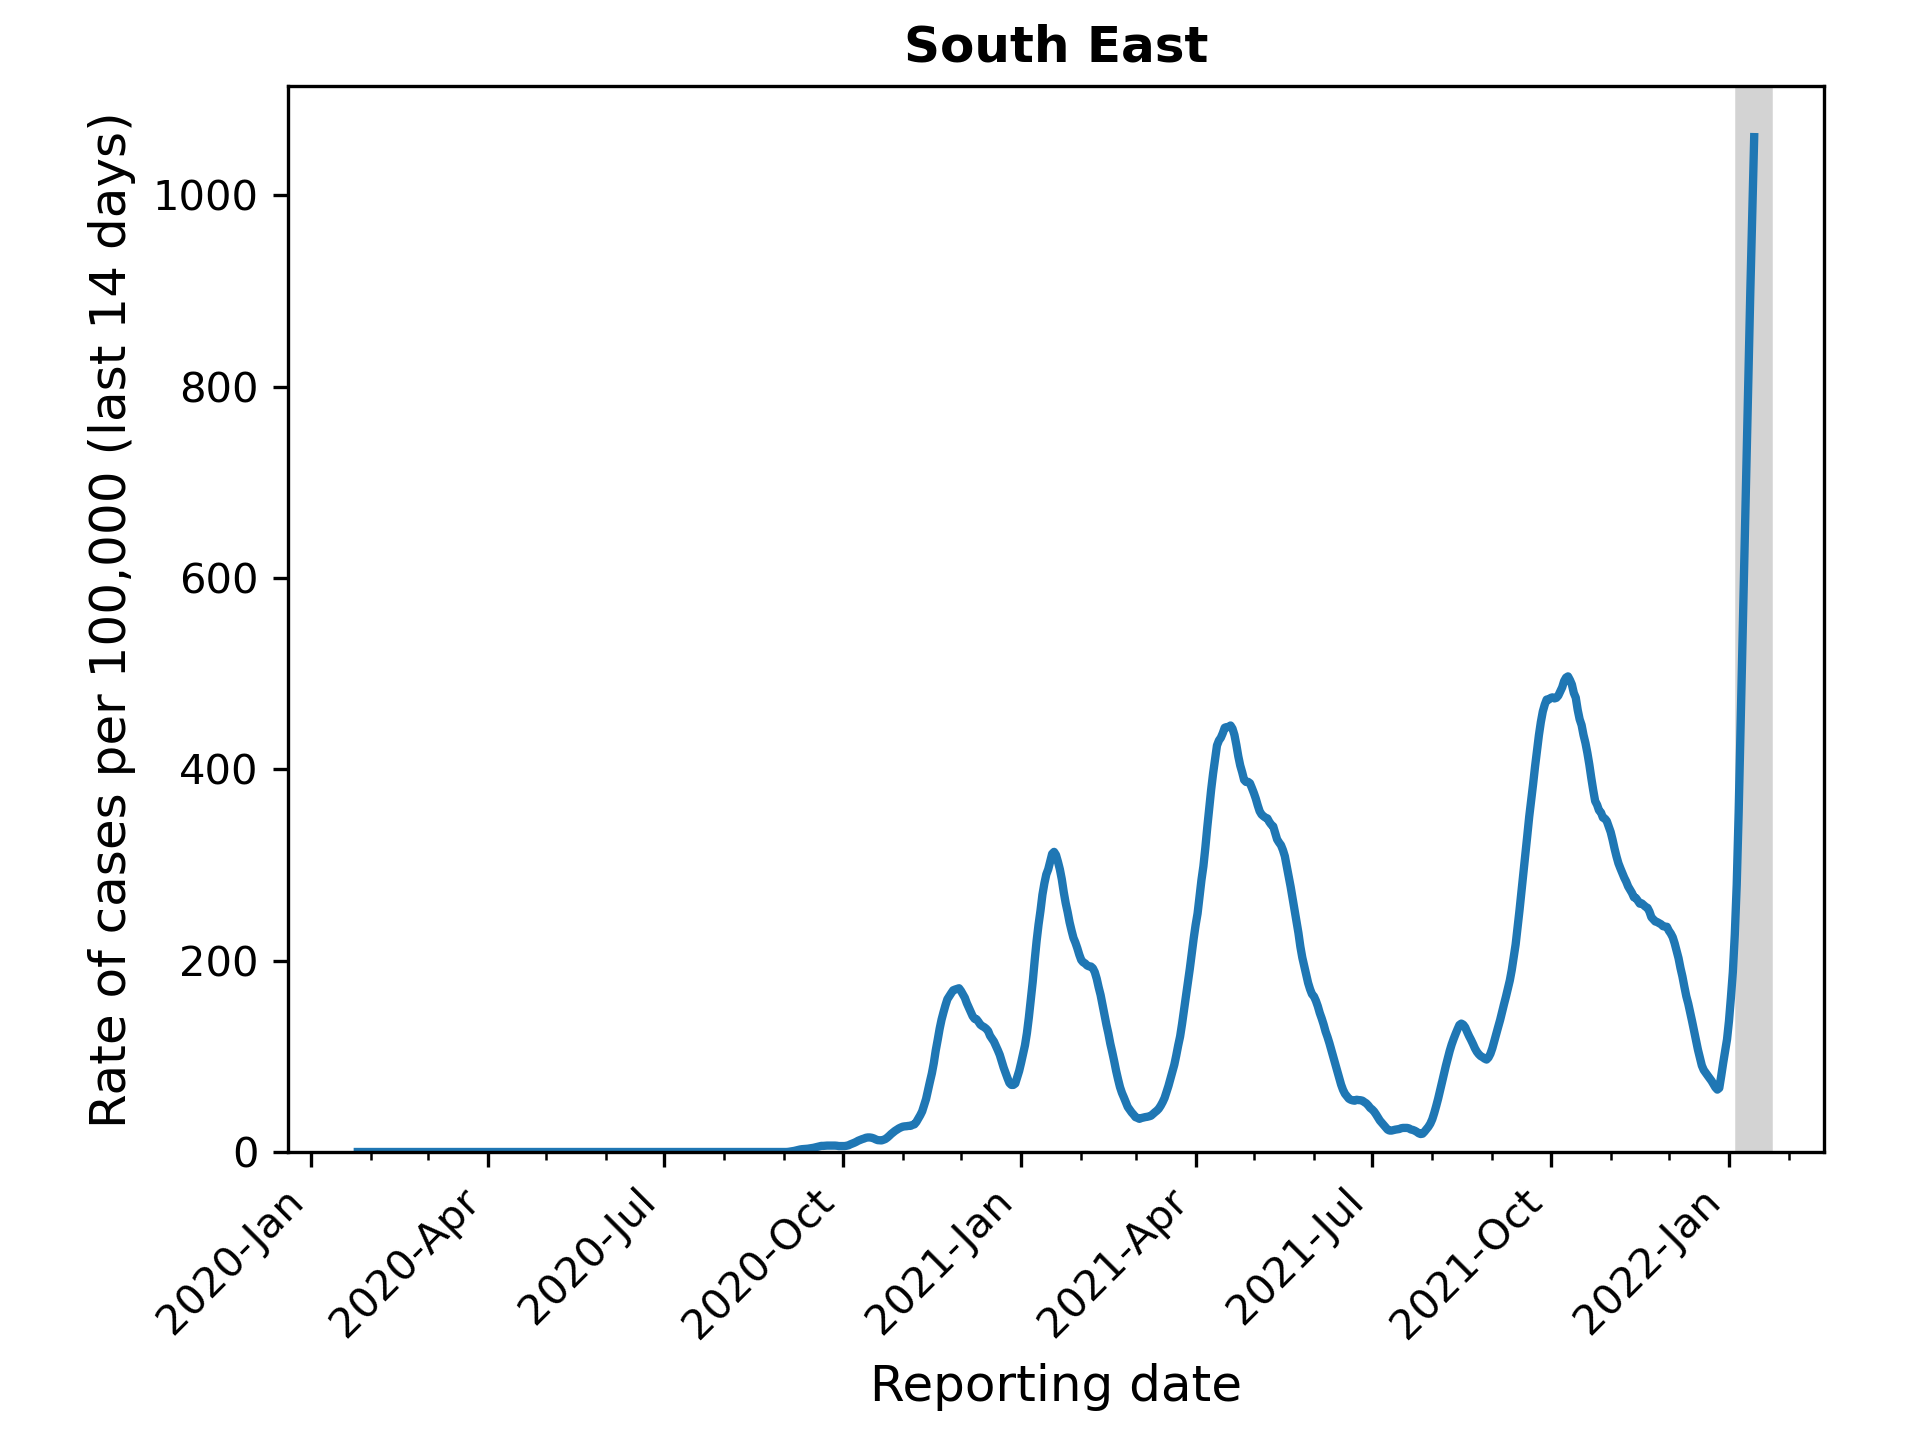 South East
Rate of cases per 100,000 (last 14 days)
1000
800
600
400
200
0
2020-Jan
2020-Apr
2020-Jul
2020-Oct
2021-Jan
2021-Apr
2021-Jul
2021-Oct
2022-Jan
Reporting date